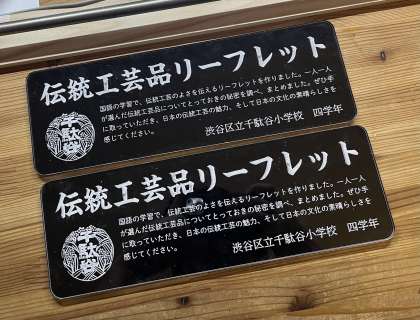 伝統工芸品リーフレット
国語の学習で、伝統工芸のよさを伝えるリーフレットを作りました。一人一人
が選んだ伝統工芸品についてとっておきの秘密を調べ、まとめました。ぜひ手
に取っていただき、日本の伝統工芸の魅力、そして日本の文化の素晴らしさを
感じてください。
渋谷区立千駄谷小学校 四学年
千駄谷
伝統工芸品リーフレット
国語の学習で、伝統工芸のよさを伝えるリーフレットを作りました。一人一人
が選んだ伝統工芸品についてとっておきの秘密を調べ、まとめました。ぜひ手
に取っていただき、日本の伝統工芸の魅力、そして日本の文化の素晴らしさを
感じてください。
渋谷区立千駄谷小学校 四学年
千駄谷